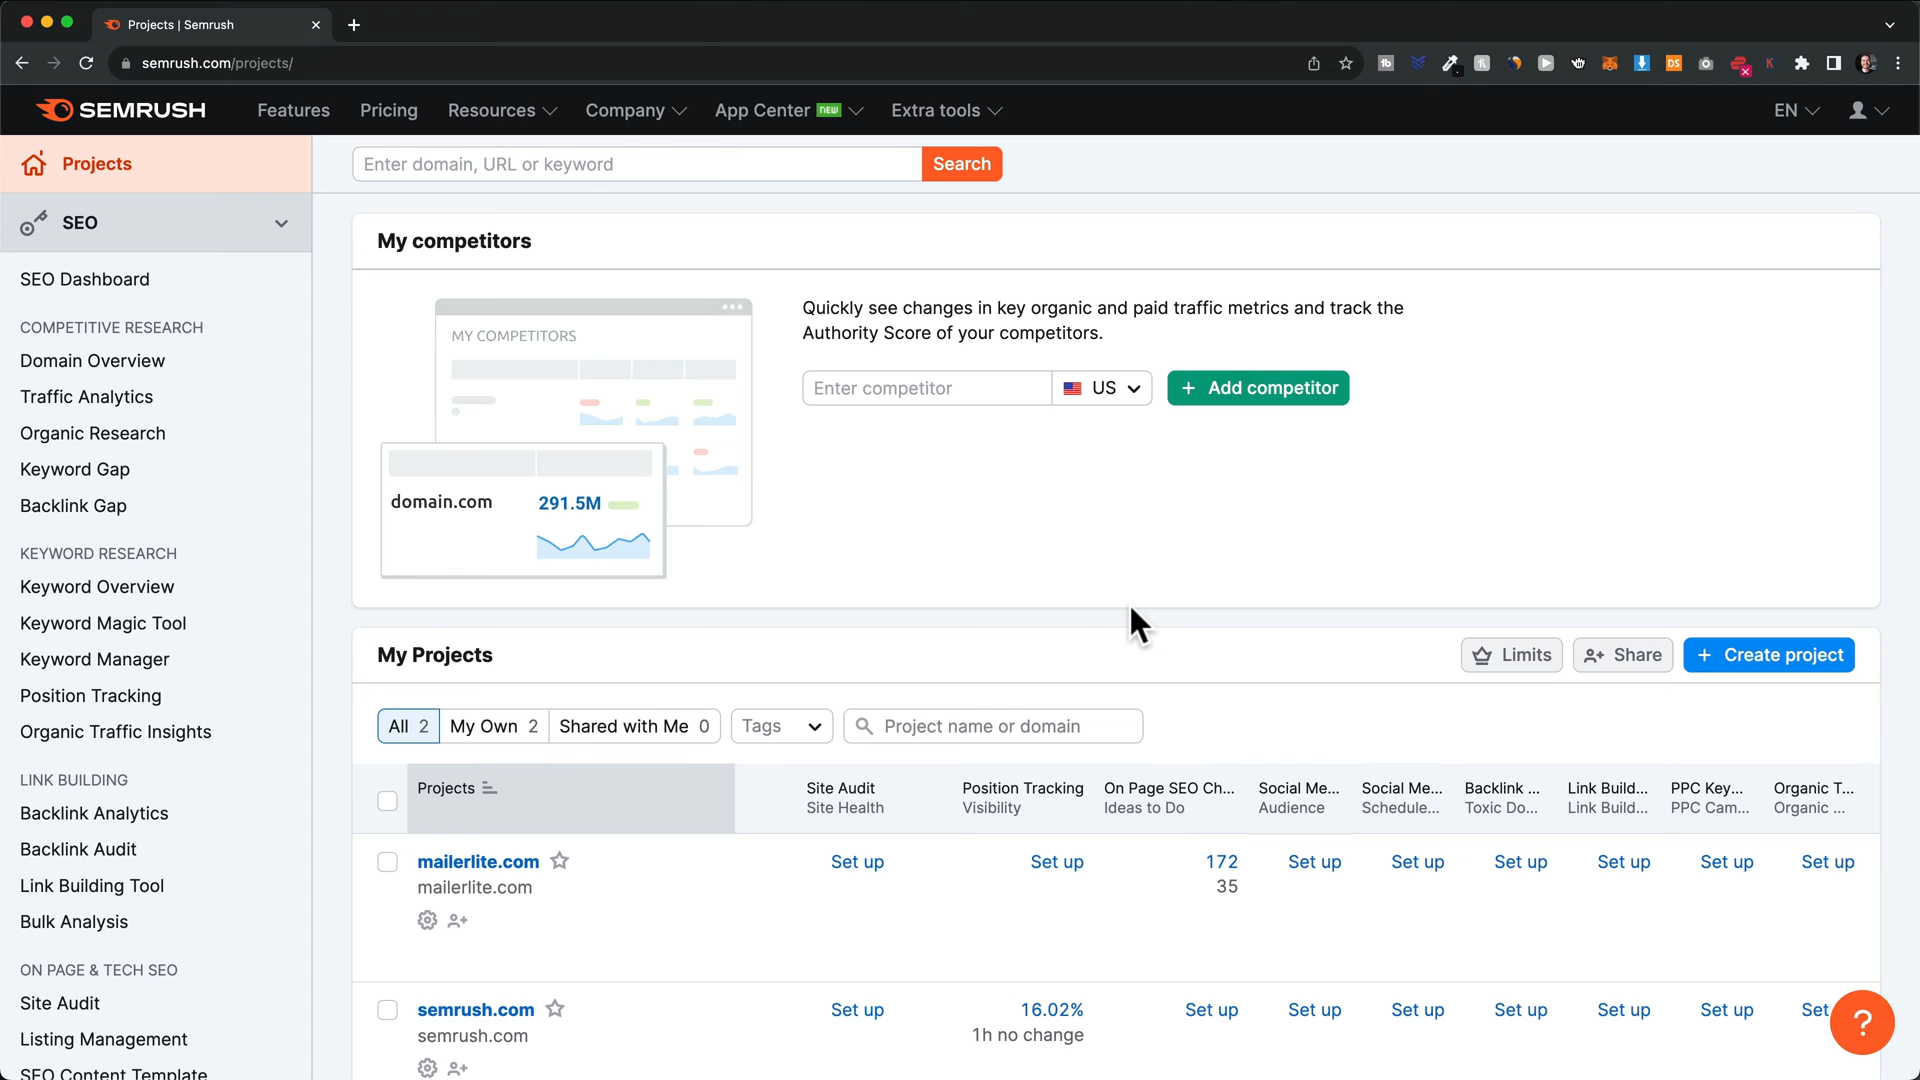 Projects | Semrush
semrush.com/projects/
SEMRUSH
Features
Pricing
Resources
Company
App Center NEW
Extra tools
EN
Projects
Enter domain, URL or keyword
Search
SEO
SEO Dashboard
COMPETITIVE RESEARCH
Domain Overview
Traffic Analytics
Organic Research
Keyword Gap
Backlink Gap
KEYWORD RESEARCH
Keyword Overview
Keyword Magic Tool
Keyword Manager
Position Tracking
Organic Traffic Insights
LINK BUILDING
Backlink Analytics
Backlink Audit
Link Building Tool
Bulk Analysis
ON PAGE & TECH SEO
Site Audit
Listing Management
SEO Content Template
My competitors
MY COMPETITORS
domain.com 291.5M
Quickly see changes in key organic and paid traffic metrics and track the
Authority Score of your competitors.
Enter competitor
US
+ Add competitor
My Projects
Limits
Share
+ Create project
All 2
My Own 2
Shared with Me 0
Tags
Project name or domain
Projects
Site Audit
Site Health
Position Tracking
Visibility
On Page SEO Ch...
Ideas to Do
Social Me...
Audience
Social Me...
Schedule...
Backlink ...
Toxic Do...
Link Build...
Link Build...
PPC Key...
PPC Cam...
Organic T...
Organic ...
mailerlite.com
mailerlite.com
Set up
Set up
172
35
Set up
Set up
Set up
Set up
Set up
Set up
semrush.com
semrush.com
Set up
16.02%
1h no change
Set up
Set up
Set up
Set up
Set up
Set up
Set
?